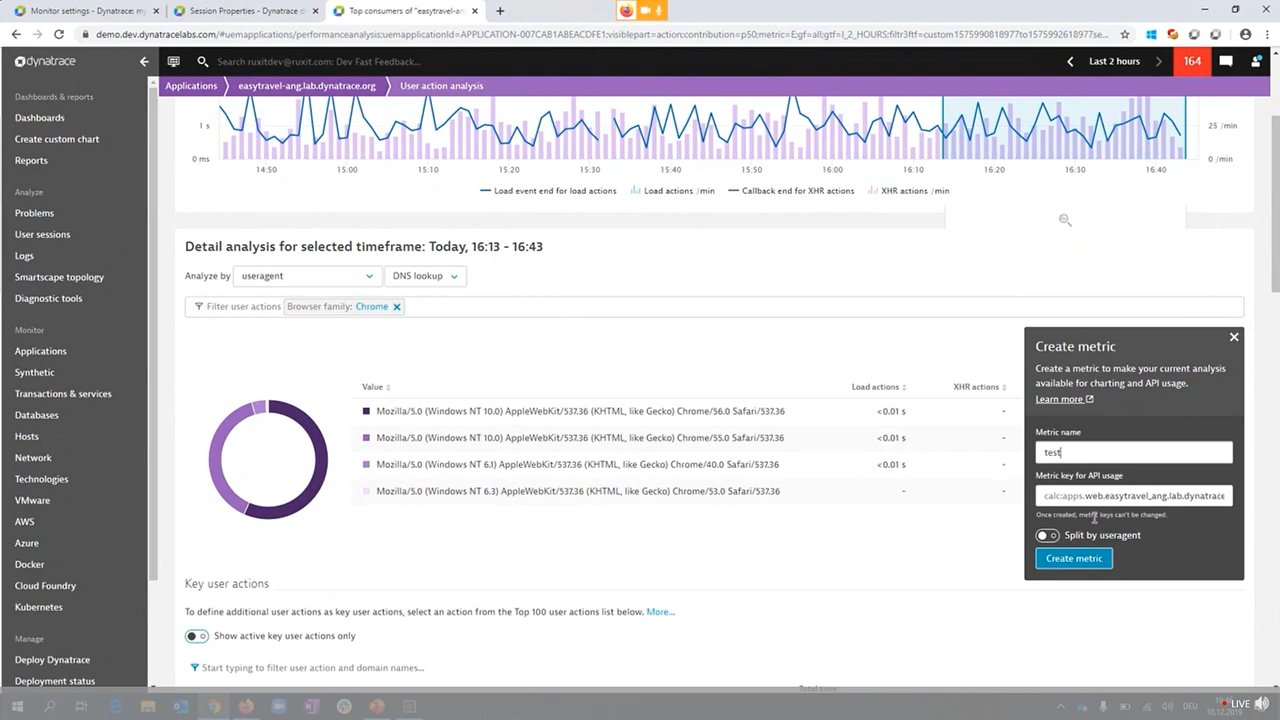 Monitor settings - Dynatrace: my
Session Properties - Dynatrace d
Top consumers of "easytravel-an
demo.dev.dynatracelabs.com/#uemapplications/performanceanalysis;uemapplicationId=APPLICATION-007CAB1ABEACDFE1;visiblepart=action;contribution=p50;metric=E;gf=all;gtf=l_2_HOURS;filtr3ftf=custom1575990818977to1575992618977
dynatrace
Search ruxitdev@ruxit.com: Dev Fast Feedback...
Last 2 hours
164
Applications
easytravel-ang.lab.dynatrace.org
User action analysis
Dashboards & reports
Dashboards
Create custom chart
Reports
Analyze
Problems
User sessions
Logs
Smartscape topology
Diagnostic tools
Monitor
Applications
Synthetic
Transactions & services
Databases
Hosts
Network
Technologies
VMware
AWS
Azure
Docker
Cloud Foundry
Kubernetes
Manage
Deploy Dynatrace
Deployment status
1 s
25 /min
0 ms
0 /min
14:50 15:00 15:10 15:20 15:30 15:40 15:50 16:00 16:10 16:20 16:30 16:40
Load event end for load actions Load actions /min Callback end for XHR actions XHR actions /min
Detail analysis for selected timeframe: Today, 16:13 - 16:43
Analyze by useragent DNS lookup
Filter user actions Browser family: Chrome
Value Load actions XHR actions
Mozilla/5.0 (Windows NT 10.0) AppleWebKit/537.36 (KHTML, like Gecko) Chrome/56.0 Safari/537.36 <0.01 s -
Mozilla/5.0 (Windows NT 10.0) AppleWebKit/537.36 (KHTML, like Gecko) Chrome/55.0 Safari/537.36 <0.01 s -
Mozilla/5.0 (Windows NT 6.1) AppleWebKit/537.36 (KHTML, like Gecko) Chrome/40.0 Safari/537.36 <0.01 s -
Mozilla/5.0 (Windows NT 6.3) AppleWebKit/537.36 (KHTML, like Gecko) Chrome/53.0 Safari/537.36 - -
Create metric
Create a metric to make your current analysis
available for charting and API usage.
Learn more
Metric name
test
Metric key for API usage
calc:apps.web.easytravel_ang.lab.dynatrace
Once created, metric keys can't be changed.
Split by useragent
Create metric
Key user actions
To define additional user actions as key user actions, select an action from the Top 100 user actions list below. More...
Show active key user actions only
Start typing to filter user action and domain names...
Total time
DEU
10.12.2019
LIVE